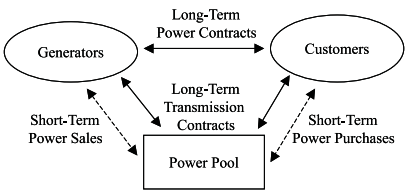 Long-Term
Power Contracts
Generators
Customers
Long-Term
Transmission
Contracts
Short-Term
Power Sales
Short-Term
Power Purchases
Power Pool